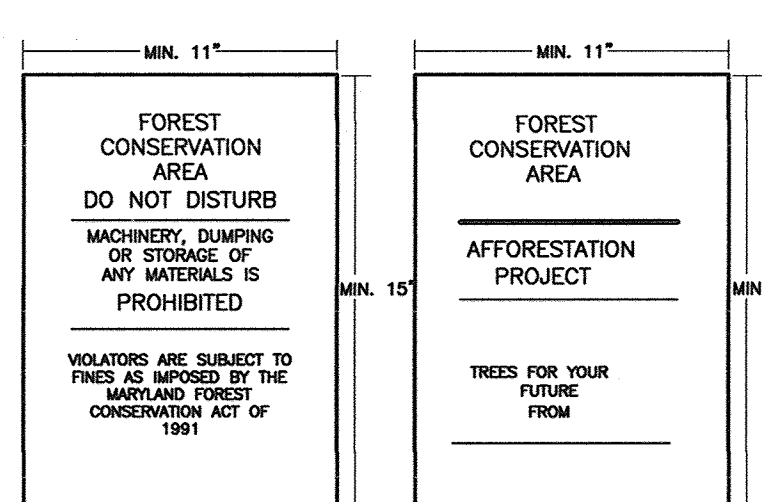 MIN. 11"
FOREST
CONSERVATION
AREA
DO NOT DISTURB
MACHINERY, DUMPING
OR STORAGE OF
ANY MATERIALS IS
PROHIBITED
VIOLATORS ARE SUBJECT TO
FINES AS IMPOSED BY THE
MARYLAND FOREST
CONSERVATION ACT OF
1991
MIN. 15"
MIN. 11"
FOREST
CONSERVATION
AREA
AFFORESTATION
PROJECT
TREES FOR YOUR
FUTURE
FROM
MIN